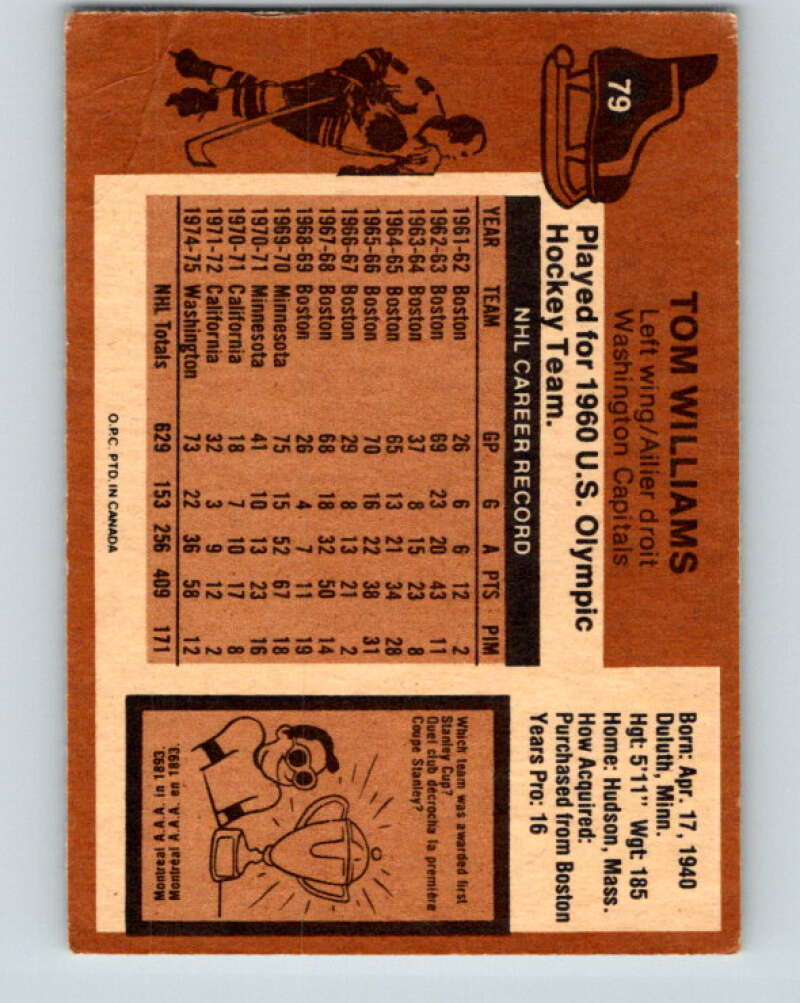 79
TOM WILLIAMS
Left wing/Ailier droit
Washington Capitals
Played for 1960 U.S. Olympic
Hockey Team.
NHL CAREER RECORD
YEAR TEAM GP G A PTS PIM
1961-62 Boston 26 6 6 12 2
1962-63 Boston 69 23 20 43 11
1963-64 Boston 37 8 15 23 8
1964-65 Boston 65 13 21 34 28
1965-66 Boston 70 16 22 38 31
1966-67 Boston 29 8 13 21 2
1967-68 Boston 68 18 32 50 14
1968-69 Boston 26 4 7 11 19
1969-70 Minnesota 75 15 52 67 18
1970-71 Minnesota 41 10 13 23 16
1970-71 California 18 7 10 17 8
1971-72 California 32 3 9 12 2
1974-75 Washington 73 22 36 58 12
NHL Totals 629 153 256 409 171
O.P.C. PTD. IN CANADA
Born: Apr. 17, 1940
Duluth, Minn.
Hgt: 5'11" Wgt: 185
Home: Hudson, Mass.
How Acquired:
Purchased from Boston
Years Pro: 16
Which team was awarded first
Stanley Cup?
Quel club décrocha la première
Coupe Stanley?
Montreal A.A.A. in 1893.
Montréal A.A.A. en 1893.